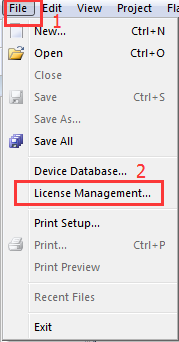 File Edit View Project Fla
1
New... Ctrl+N
Open Ctrl+O
Close
Save Ctrl+S
Save As...
Save All
Device Database... 2
License Management...
Print Setup...
Print... Ctrl+P
Print Preview
Recent Files
Exit